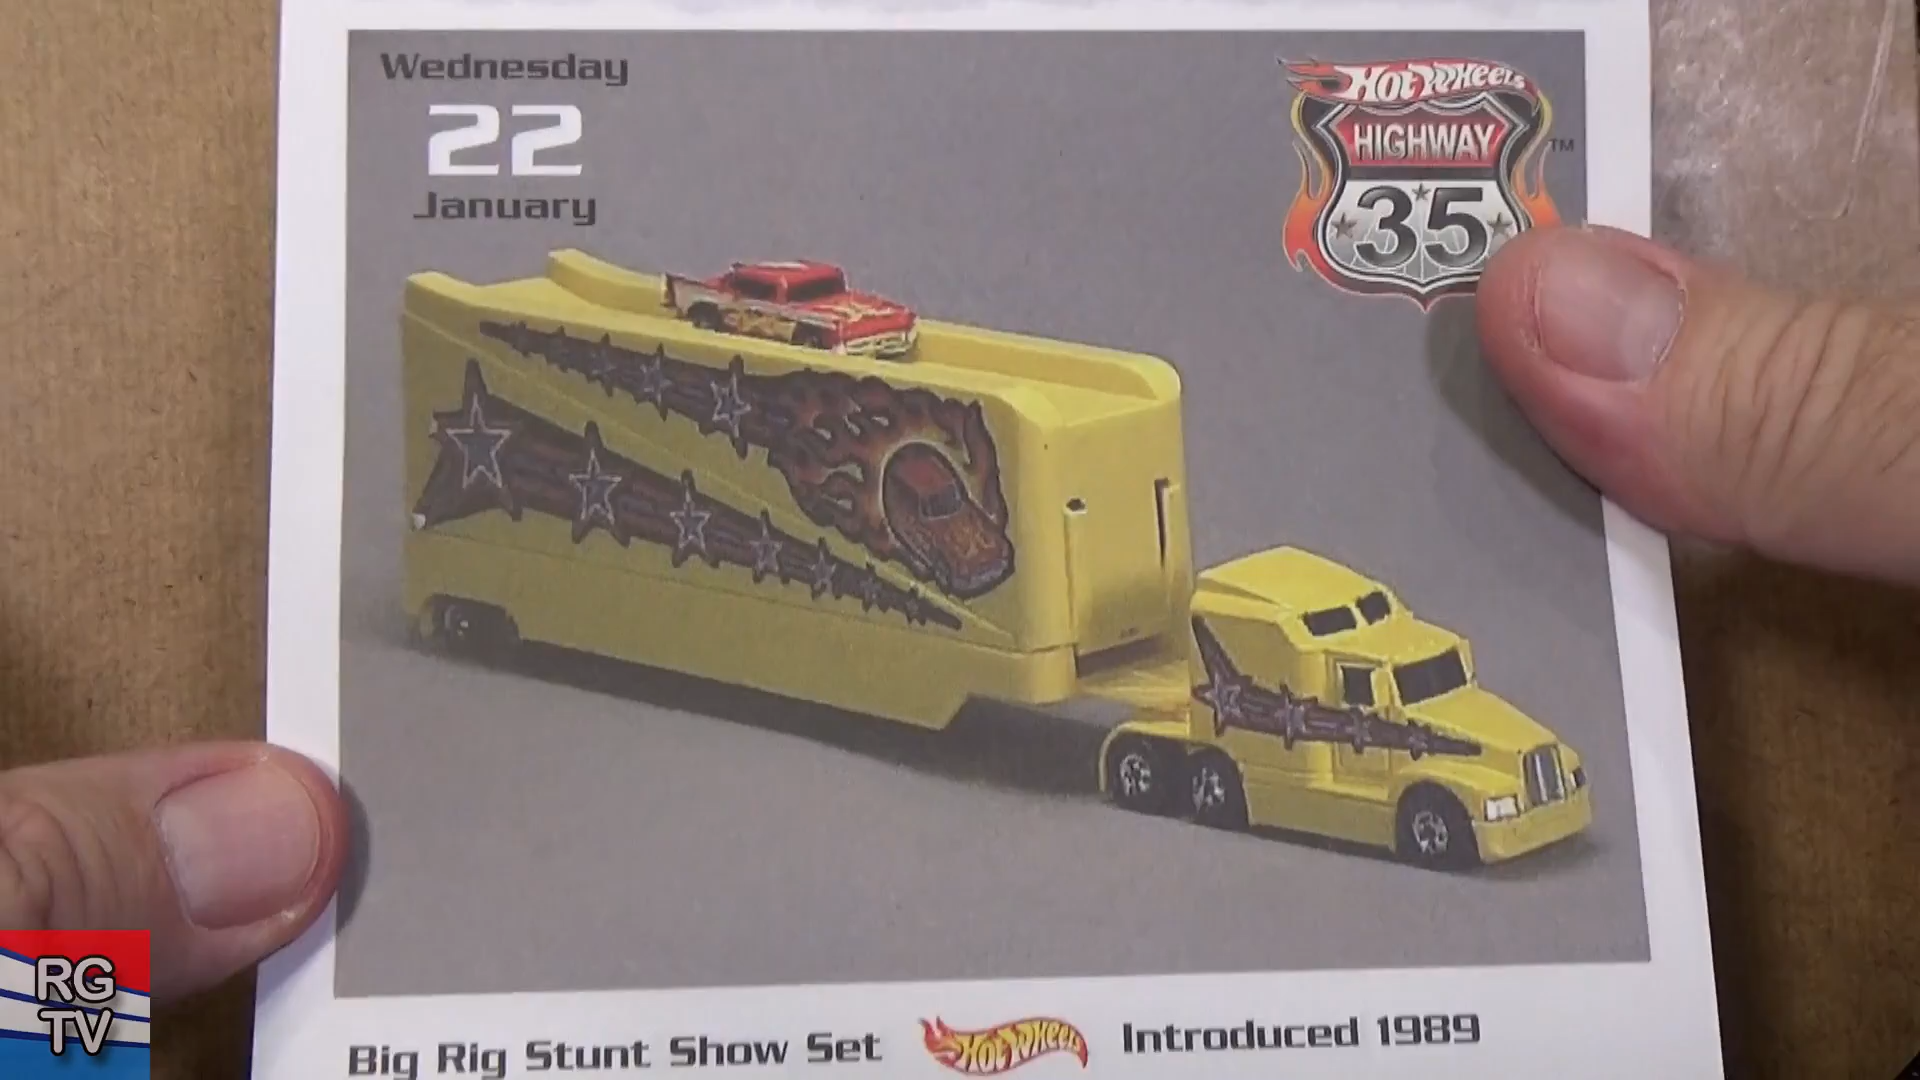 Wednesday
22
January
HOT WHEELS
HIGHWAY
TM
35
Big Rig Stunt Show Set
HOT WHEELS
Introduced 1989
RG
TV